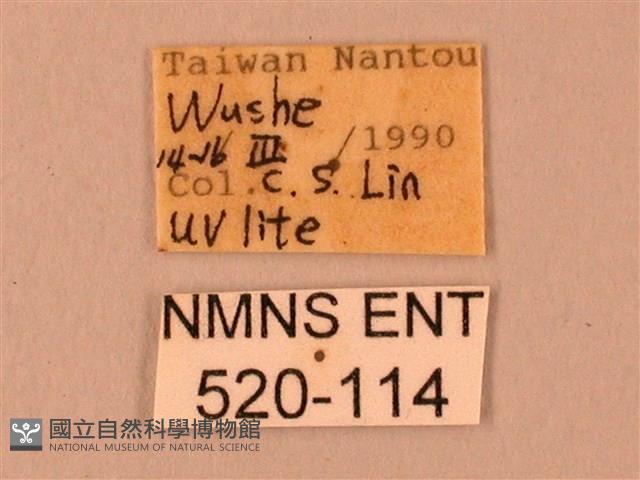 Taiwan Nantou
Wushe
14-16 III /1990
Col. C. S. Lin
UV lite
NMNS ENT
520-114
國立自然科學博物館
NATIONAL MUSEUM OF NATURAL SCIENCE